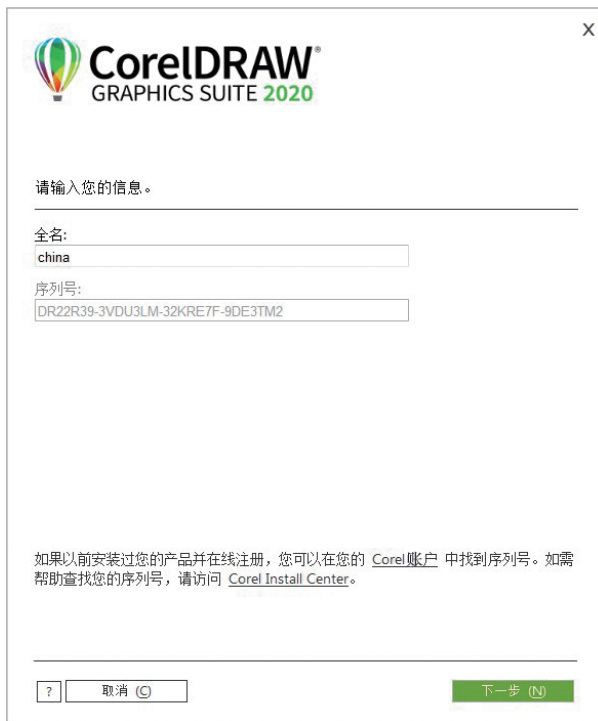 X
CorelDRAW®
GRAPHICS SUITE 2020
请输入您的信息。
全名:
china
序列号:
DR22R39-3VDU3LM-32KRE7F-9DE3TM2
如果以前安装过您的产品并在线注册，您可以在您的 Corel账户 中找到序列号。如需
帮助查找您的序列号，请访问 Corel Install Center。
? 取消 (C) 下一步 (N)